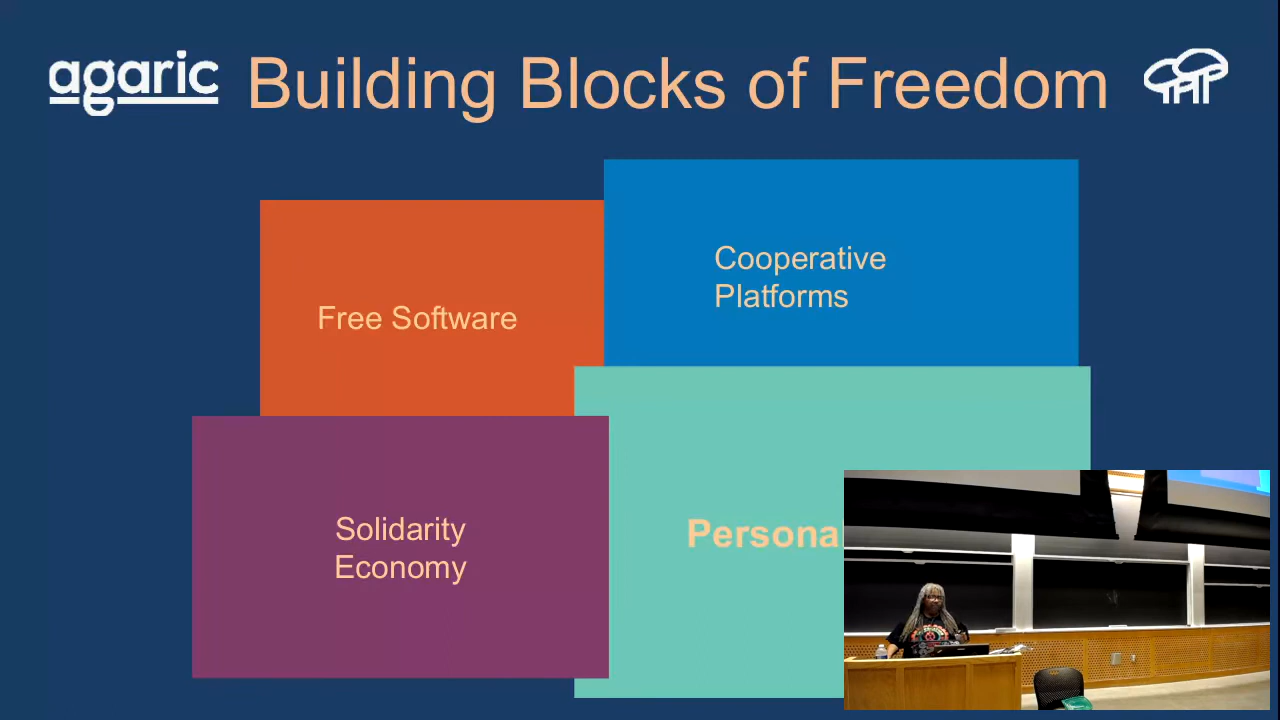 agaric Building Blocks of Freedom
Free Software
Cooperative
Platforms
Solidarity
Economy
Persona